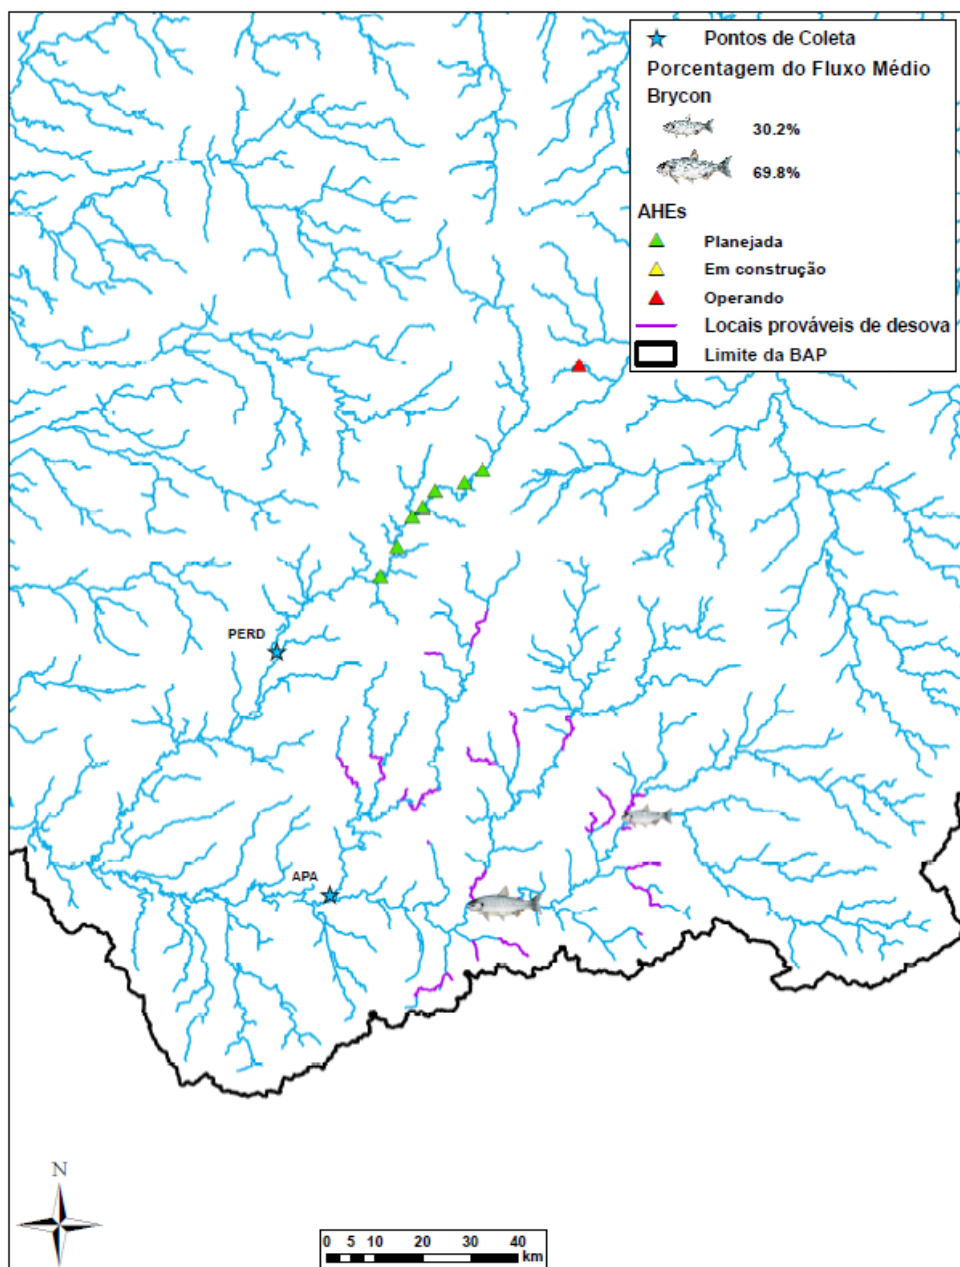 Pontos de Coleta
Porcentagem do Fluxo Médio
Brycon
30.2%
69.8%
AHEs
Planejada
Em construção
Operando
Locais prováveis de desova
Limite da BAP
PERD
APA
N
0 5 10 20 30 40
km